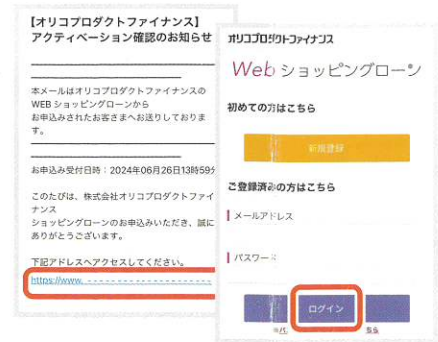 【オリコプロダクトファイナンス】
アクティベーション確認のお知らせ
本メールはオリコプロダクトファイナンスの
WEB ショッピングローンから
お申込みされたお客さまへお送りしておりま
す。
お申込み受付日時：2024年06月26日13時59分
このたびは、株式会社オリコプロダクトファイ
ナンス
ショッピングローンのお申込みいただき、誠に
ありがとうございます。
下記アドレスへアクセスしてください。
https://www.
オリコプロダクトファイナンス
Web ショッピングローン
初めての方はこちら
新規登録
ご登録済みの方はこちら
メールアドレス
パスワード
ログイン